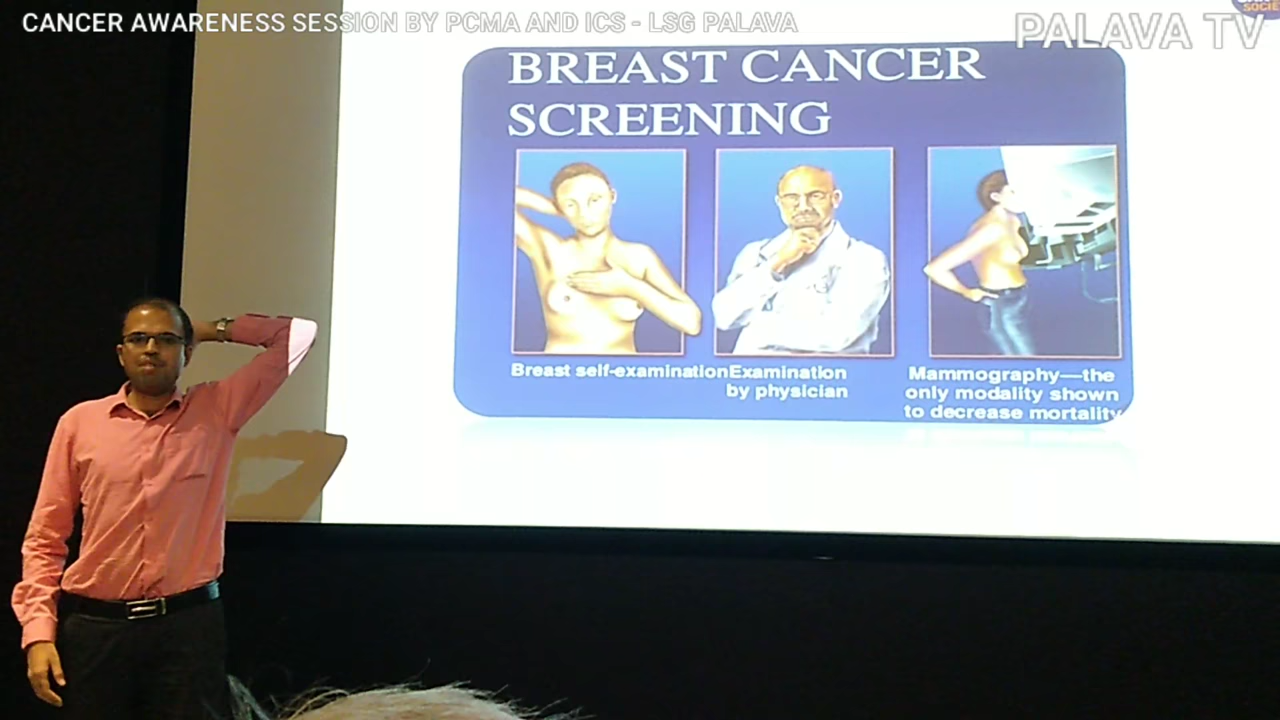 CANCER AWARENESS SESSION BY PCMA AND ICS - LSG PALAVA
PALAVA TV
SOCIE
BREAST CANCER
SCREENING
Breast self-examination
Examination
by physician
Mammography—the
only modality shown
to decrease mortality